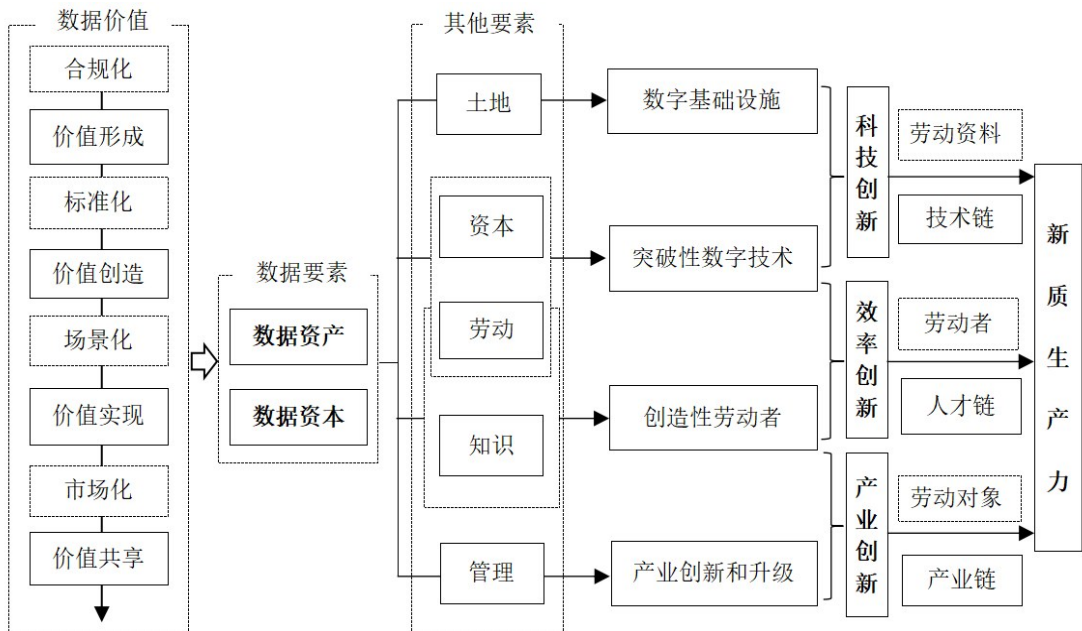 数据价值
合规化
价值形成
标准化
价值创造
场景化
价值实现
市场化
价值共享
数据要素
数据资产
数据资本
其他要素
土地
资本
劳动
知识
管理
数字基础设施
突破性数字技术
创造性劳动者
产业创新和升级
科技创新
效率创新
产业创新
劳动资料
技术链
劳动者
人才链
劳动对象
产业链
新质生产力